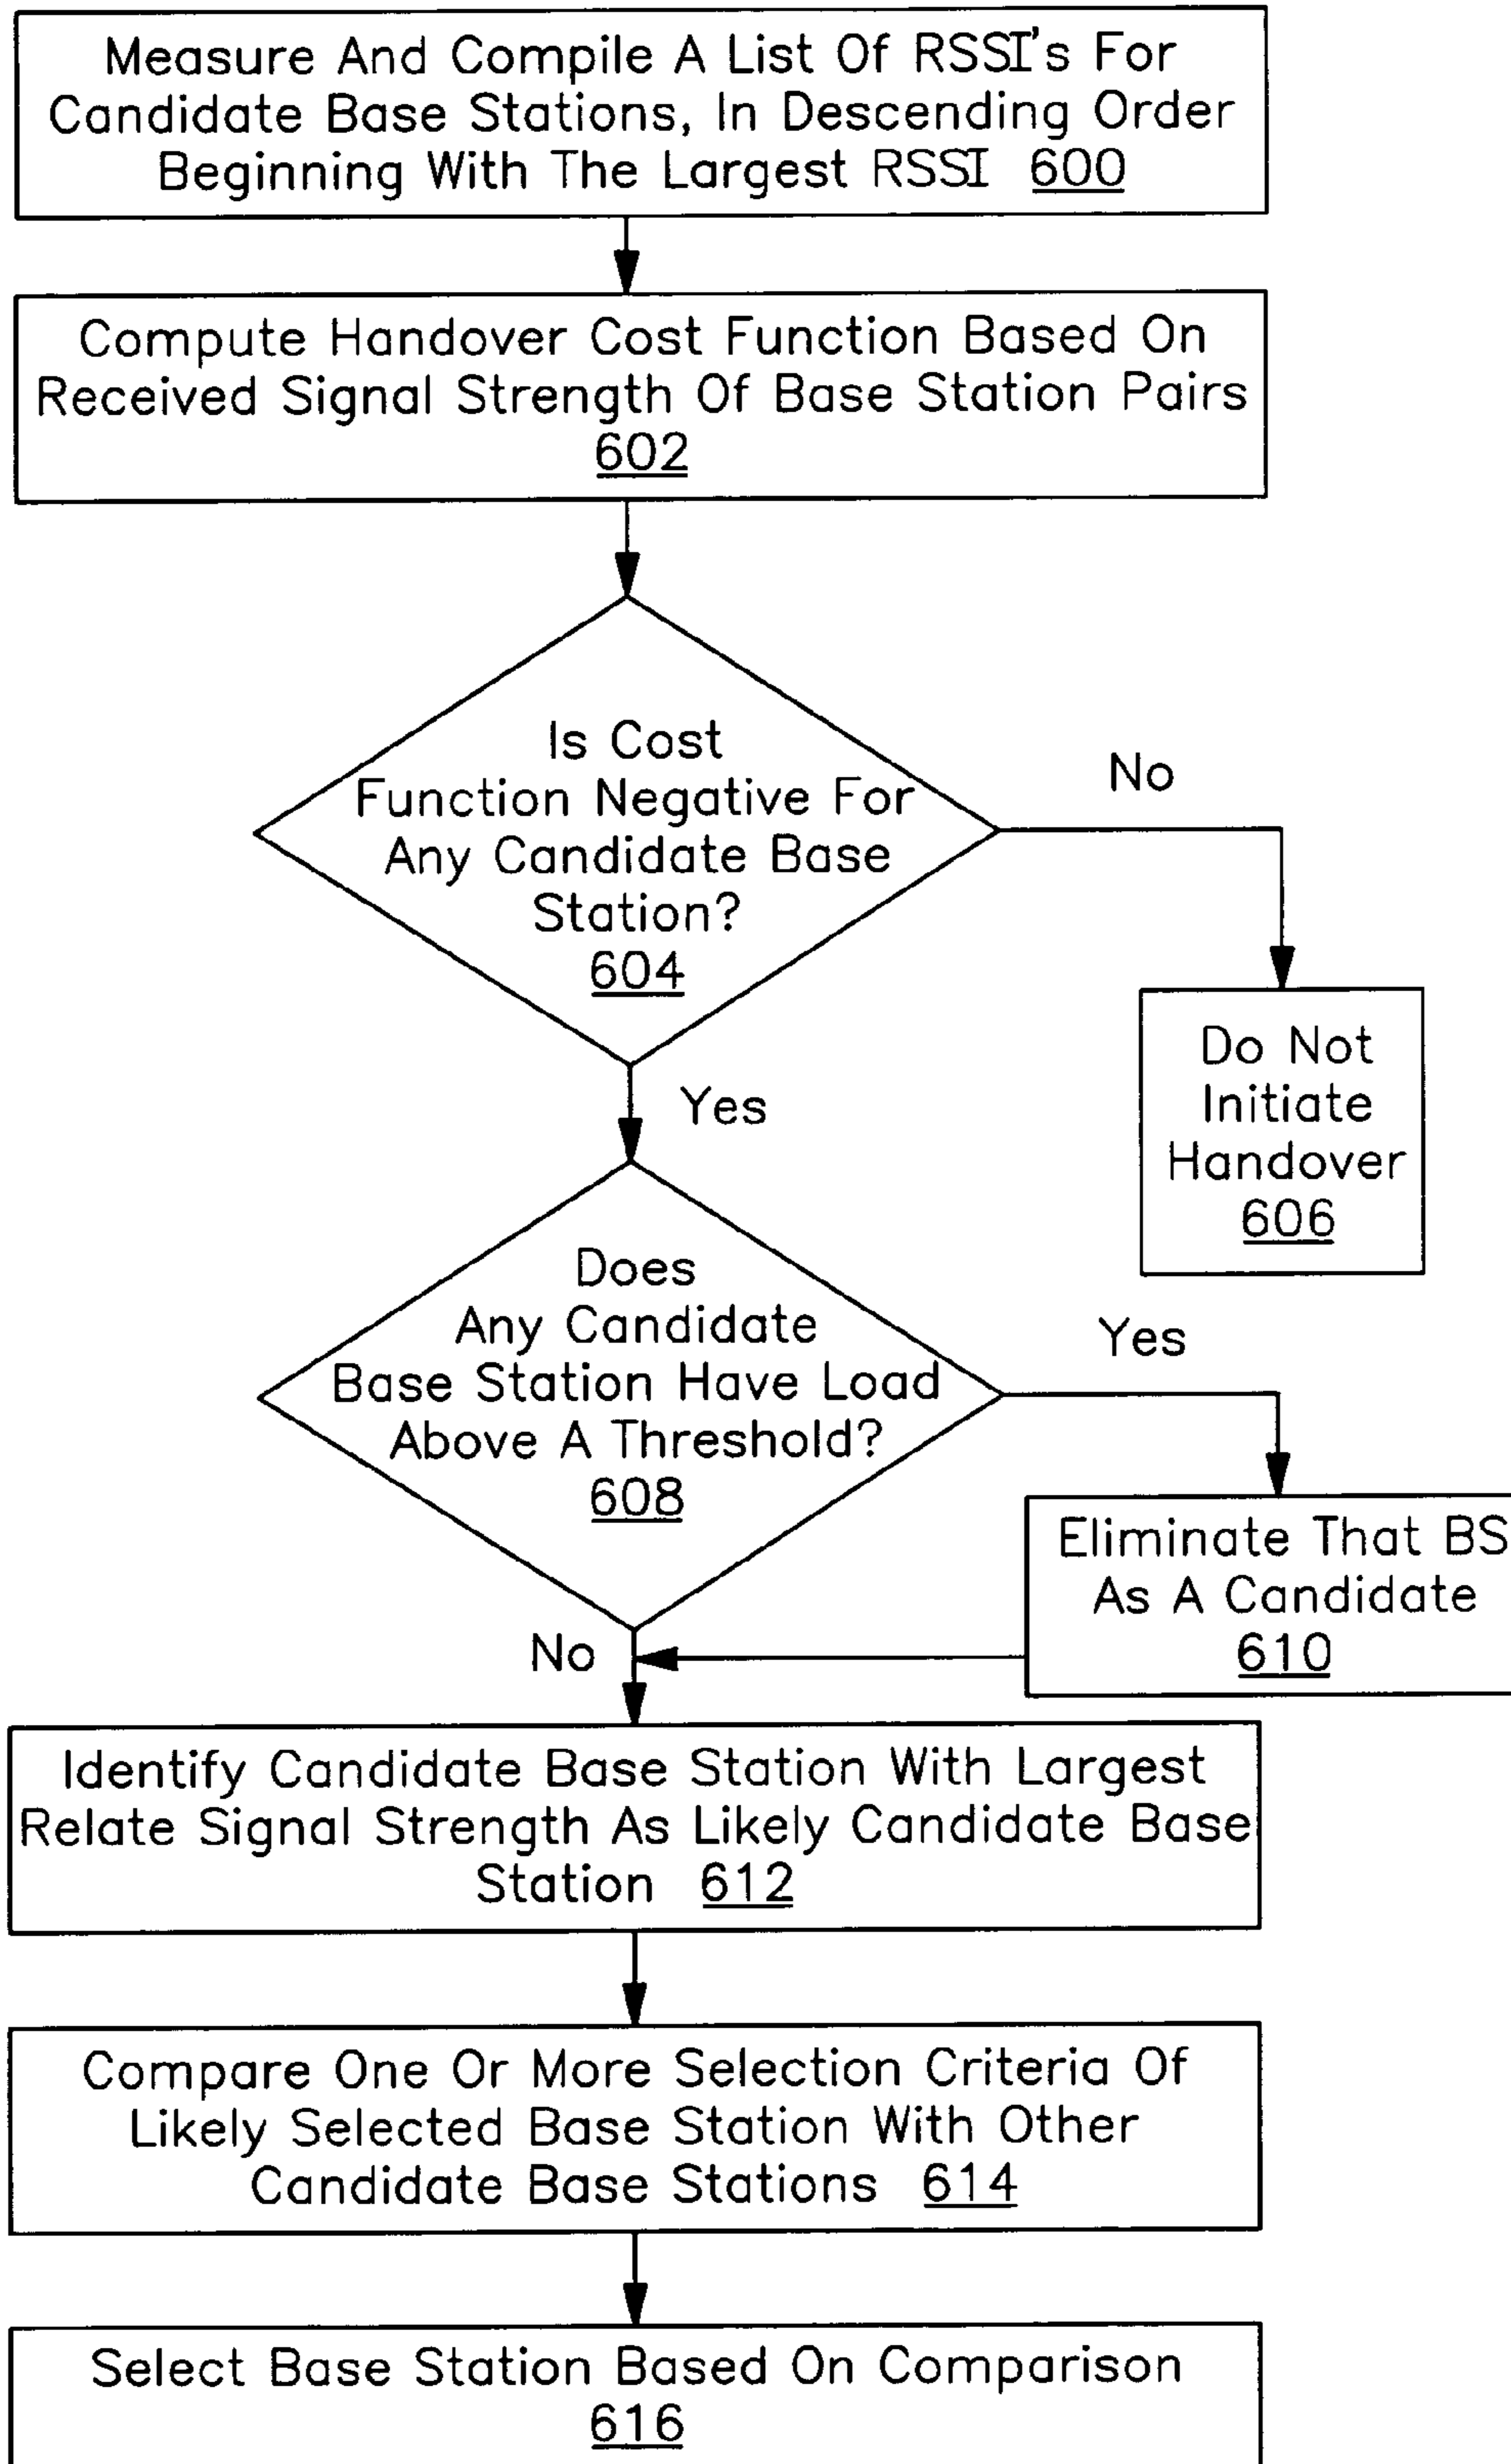 Measure And Compile A List Of RSSI's For
Candidate Base Stations, In Descending Order
Beginning With The Largest RSSI 600
Compute Handover Cost Function Based On
Received Signal Strength Of Base Station Pairs
602
Is Cost
Function Negative For
Any Candidate Base
Station?
604
No
Do Not
Initiate
Handover
606
Yes
Does
Any Candidate
Base Station Have Load
Above A Threshold?
608
Yes
Eliminate That BS
As A Candidate
610
No
Identify Candidate Base Station With Largest
Relate Signal Strength As Likely Candidate Base
Station 612
Compare One Or More Selection Criteria Of
Likely Selected Base Station With Other
Candidate Base Stations 614
Select Base Station Based On Comparison
616